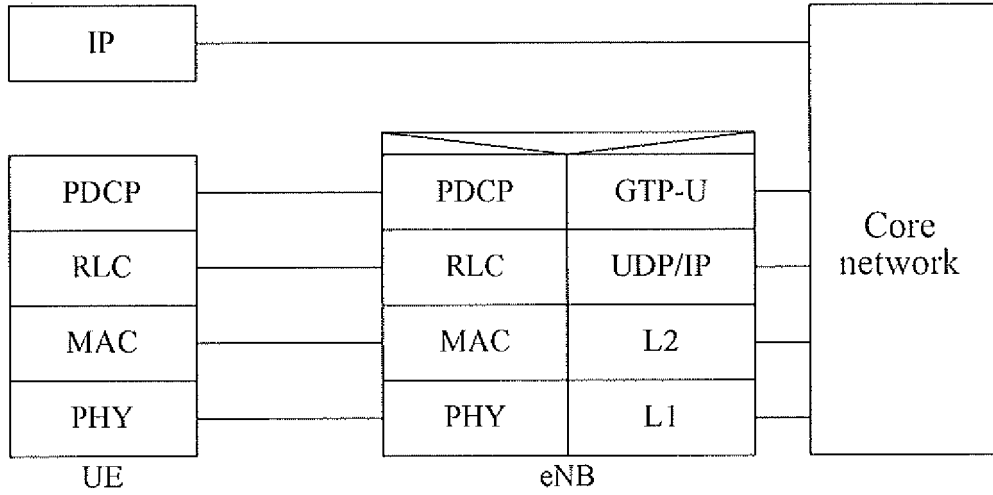 IP
PDCP
PDCP
GTP-U
RLC
RLC
UDP/IP
Core
network
MAC
MAC
L2
PHY
PHY
L1
UE
eNB